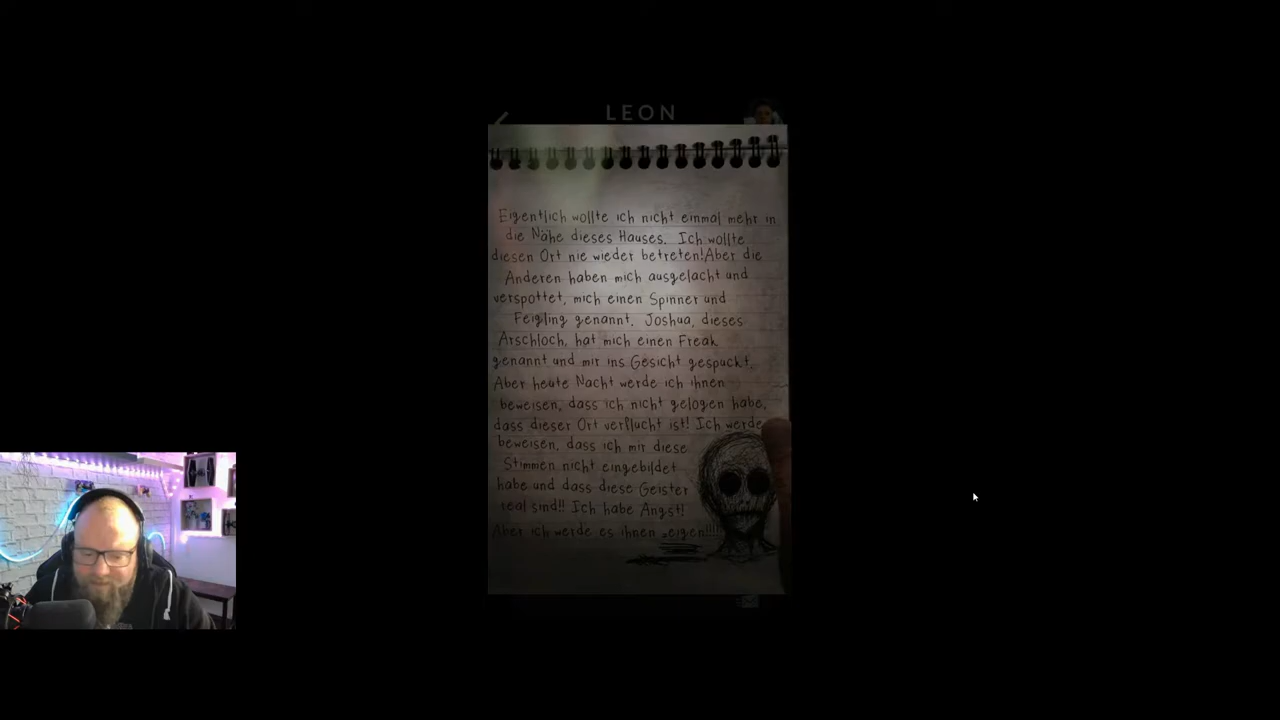 LEON
Eigentlich wollte ich nicht einmal mehr in
die Nähe dieses Hauses. Ich wollte
diesen Ort nie wieder betreten! Aber die
Anderen haben mich ausgelacht und
verspottet, mich einen Spinner und
Feigling genannt. Joshua, dieses
Arschloch, hat mich einen Freak
genannt und mir ins Gesicht gespuckt.
Aber heute Nacht werde ich ihnen
beweisen, dass ich nicht gelogen habe,
dass dieser Ort verflucht ist! Ich werde
beweisen, dass ich mir diese
Stimmen nicht eingebildet
habe und dass diese Geister
real sind!! Ich habe Angst!
Aber ich werde es ihnen zeigen!!!!